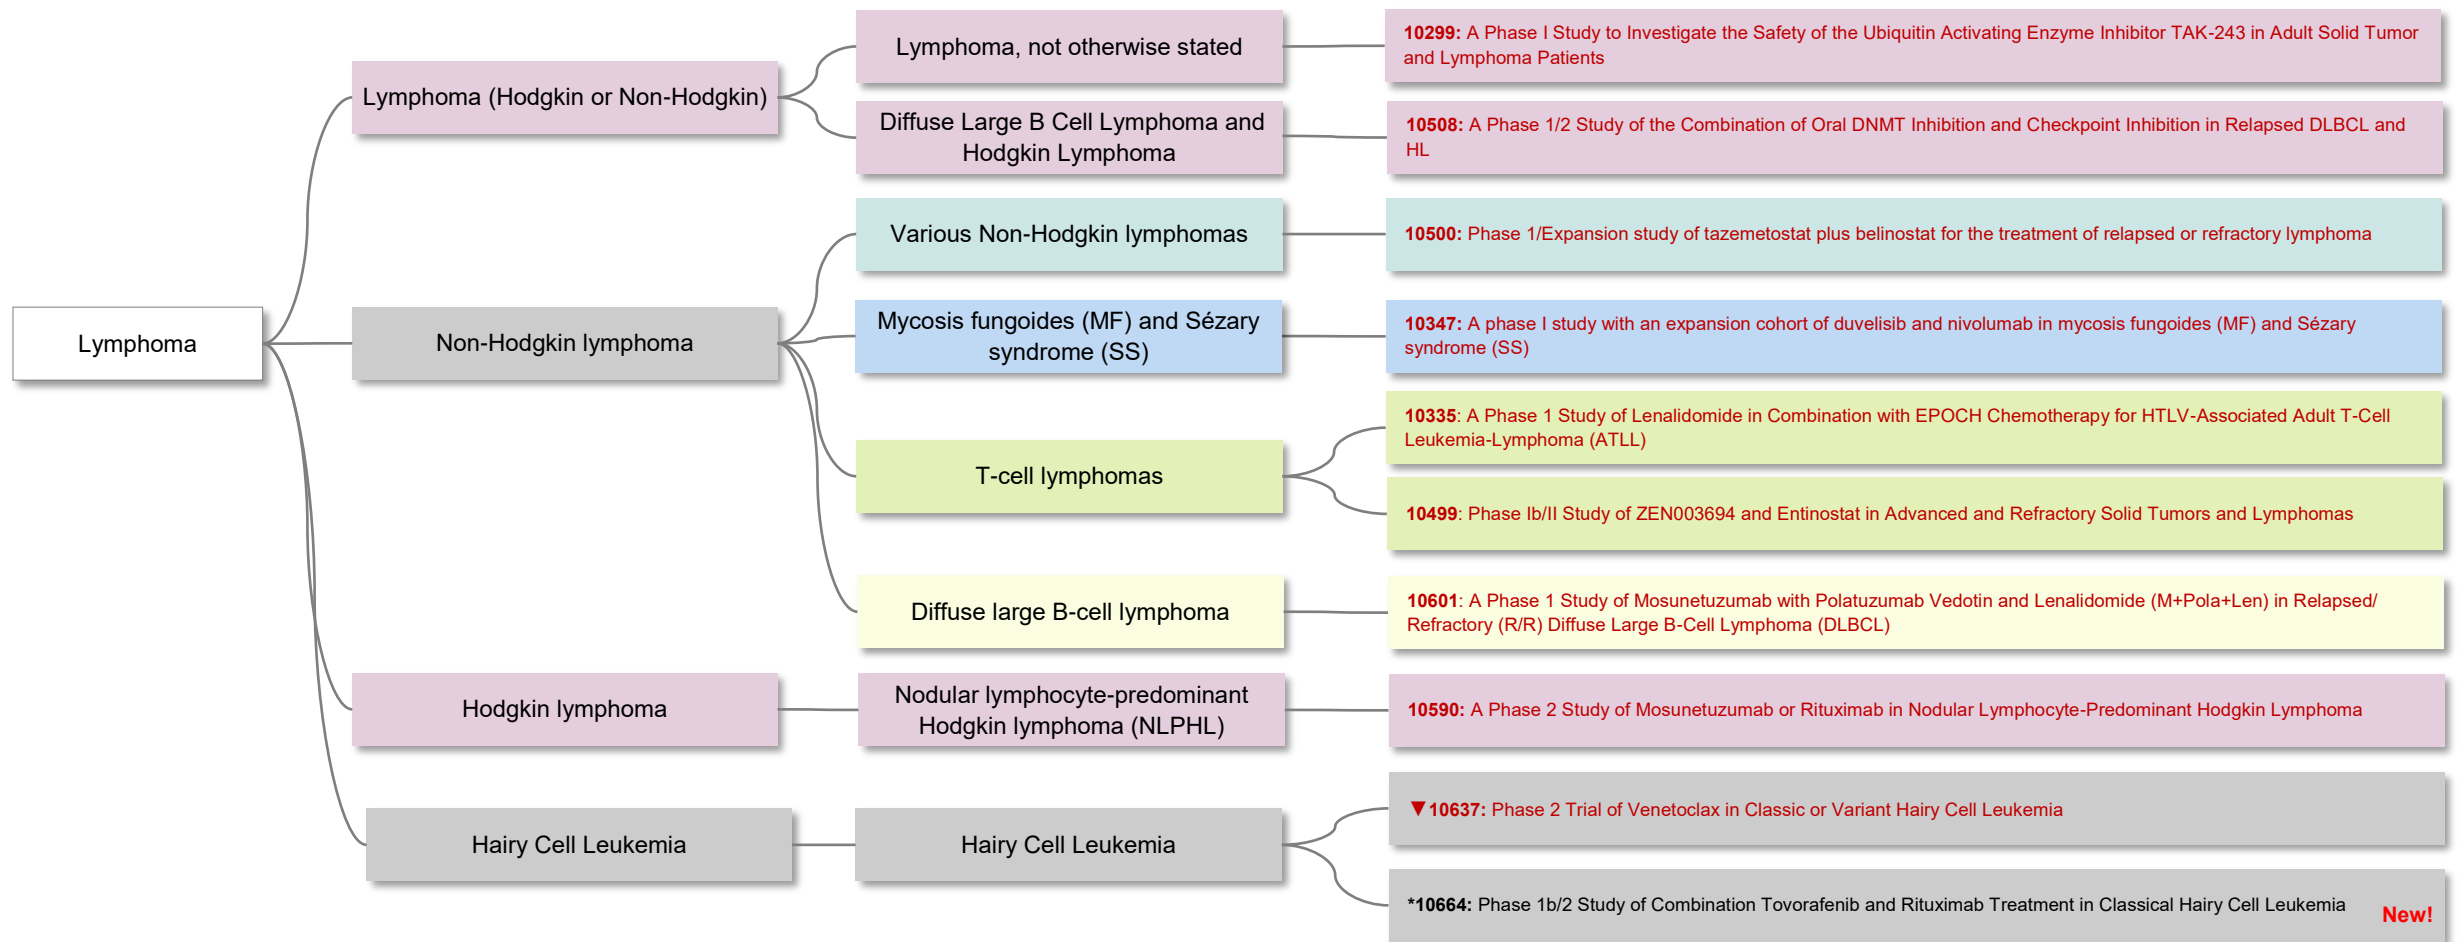 Lymphoma
Lymphoma (Hodgkin or Non-Hodgkin)
Lymphoma, not otherwise stated
10299: A Phase I Study to Investigate the Safety of the Ubiquitin Activating Enzyme Inhibitor TAK-243 in Adult Solid Tumor
and Lymphoma Patients
Diffuse Large B Cell Lymphoma and
Hodgkin Lymphoma
10508: A Phase 1/2 Study of the Combination of Oral DNMT Inhibition and Checkpoint Inhibition in Relapsed DLBCL and
HL
Non-Hodgkin lymphoma
Various Non-Hodgkin lymphomas
10500: Phase 1/Expansion study of tazemetostat plus belinostat for the treatment of relapsed or refractory lymphoma
Mycosis fungoides (MF) and Sézary
syndrome (SS)
10347: A phase I study with an expansion cohort of duvelisib and nivolumab in mycosis fungoides (MF) and Sézary
syndrome (SS)
T-cell lymphomas
10335: A Phase 1 Study of Lenalidomide in Combination with EPOCH Chemotherapy for HTLV-Associated Adult T-Cell
Leukemia-Lymphoma (ATLL)
10499: Phase Ib/II Study of ZEN003694 and Entinostat in Advanced and Refractory Solid Tumors and Lymphomas
Diffuse large B-cell lymphoma
10601: A Phase 1 Study of Mosunetuzumab with Polatuzumab Vedotin and Lenalidomide (M+Pola+Len) in Relapsed/
Refractory (R/R) Diffuse Large B-Cell Lymphoma (DLBCL)
Hodgkin lymphoma
Nodular lymphocyte-predominant
Hodgkin lymphoma (NLPHL)
10590: A Phase 2 Study of Mosunetuzumab or Rituximab in Nodular Lymphocyte-Predominant Hodgkin Lymphoma
Hairy Cell Leukemia
Hairy Cell Leukemia
▼10637: Phase 2 Trial of Venetoclax in Classic or Variant Hairy Cell Leukemia
*10664: Phase 1b/2 Study of Combination Tovorafenib and Rituximab Treatment in Classical Hairy Cell Leukemia
New!